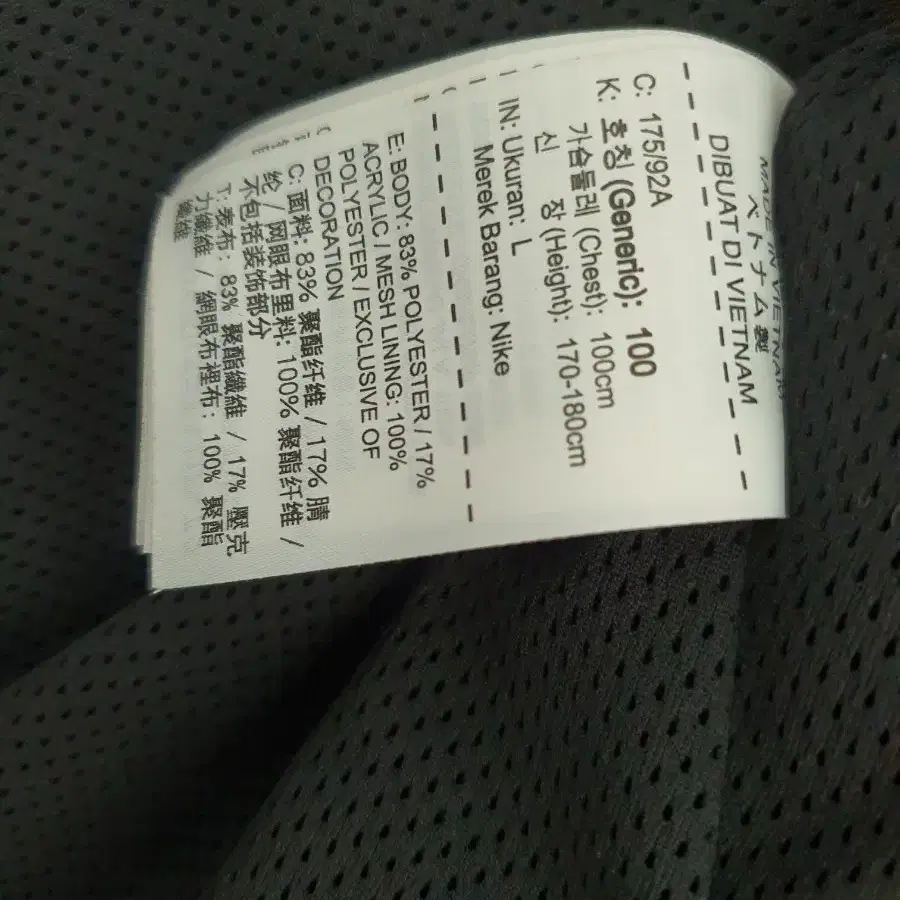 MADE IN VIETNAM
ベトナム製
DIBUAT DI VIETNAM
C: 175/92A
K: 호칭 (Generic): 100
가슴둘레 (Chest): 100cm
신 장 (Height): 170-180cm
IN: Ukuran: L
Merek Barang: Nike
E: BODY: 83% POLYESTER / 17%
ACRYLIC / MESH LINING: 100%
POLYESTER / EXCLUSIVE OF
DECORATION
C: 面料: 83% 聚酯纤维 / 17% 腈
纶 / 网眼布里料: 100% 聚酯纤维 /
不包括装饰部分
T: 表布: 83% 聚酯纖維 / 17% 壓克
力纖維 / 網眼布裡布: 100% 聚酯
纖維